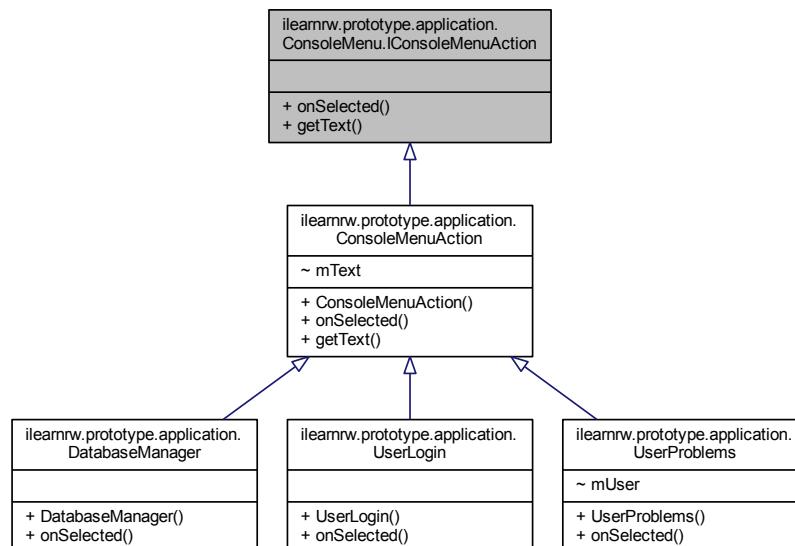 ilearnrw.prototype.application.
ConsoleMenu.IConsoleMenuAction
+ onSelected()
+ getText()
ilearnrw.prototype.application.
ConsoleMenuAction
~ mText
+ ConsoleMenuAction()
+ onSelected()
+ getText()
ilearnrw.prototype.application.
DatabaseManager
+ DatabaseManager()
+ onSelected()
ilearnrw.prototype.application.
UserLogin
+ UserLogin()
+ onSelected()
ilearnrw.prototype.application.
UserProblems
~ mUser
+ UserProblems()
+ onSelected()